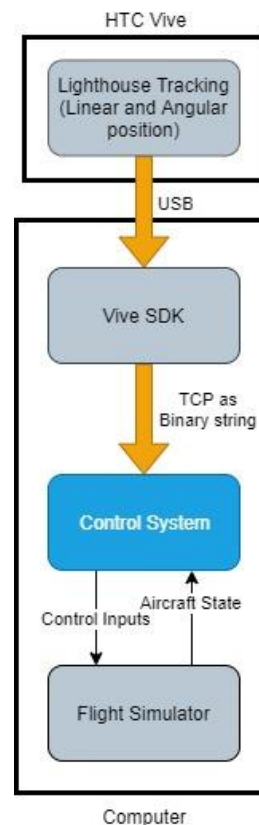 HTC Vive
Lighthouse Tracking
(Linear and Angular
position)
USB
Vive SDK
TCP as
Binary string
Control System
Aircraft State
Control Inputs
Flight Simulator
Computer